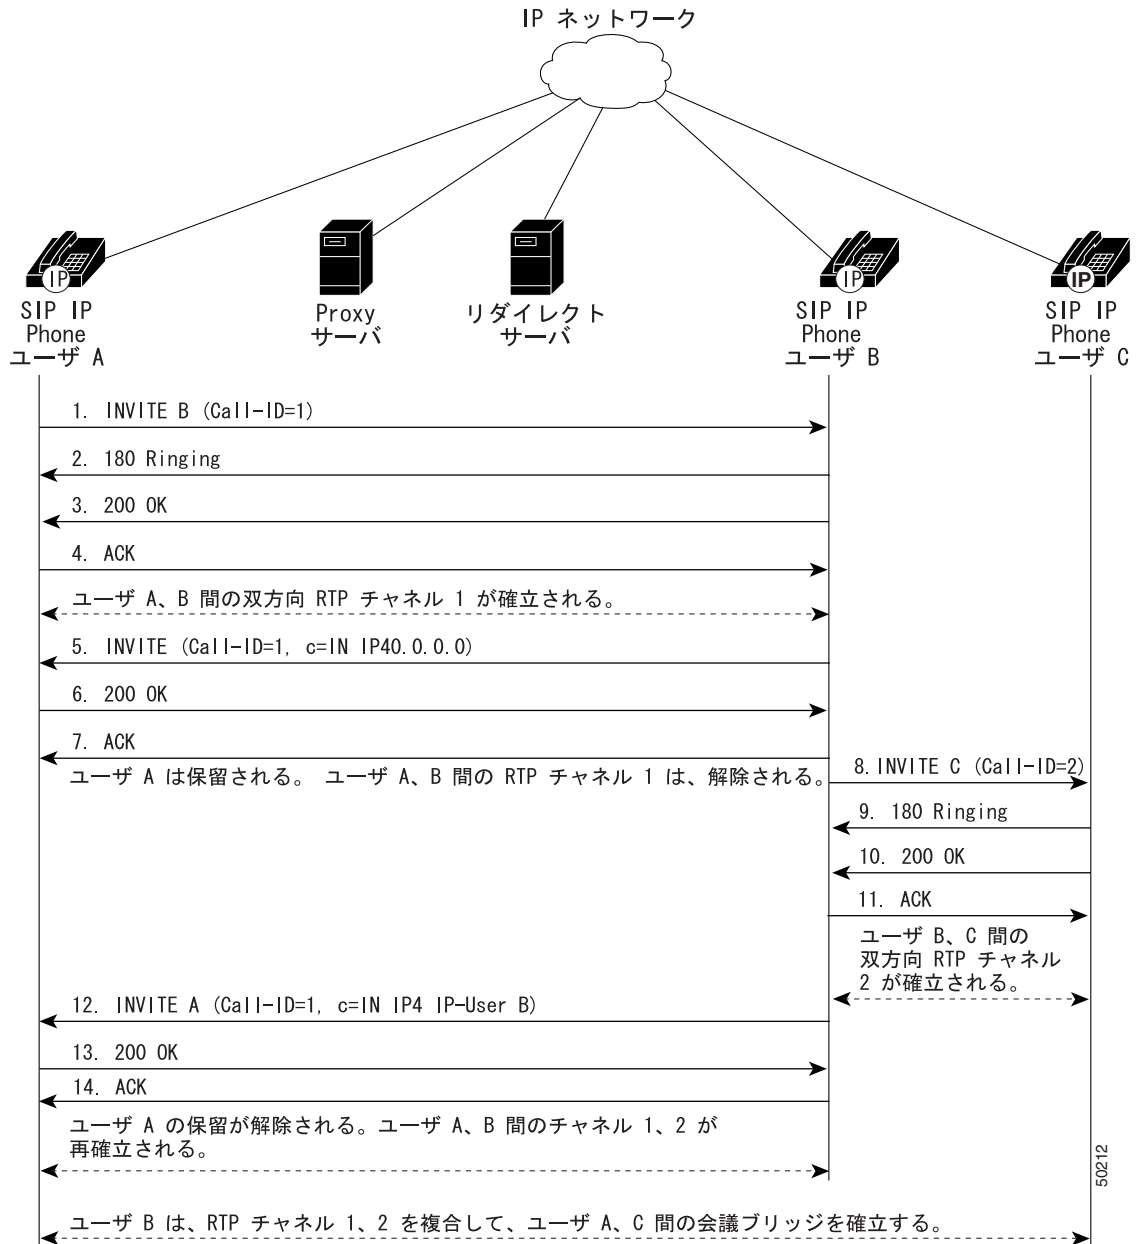 IP ネットワーク
IP
IP
IP
SIP IP
Phone
ユーザ A
Proxy
サーバ
リダイレクト
サーバ
SIP IP
Phone
ユーザ B
SIP IP
Phone
ユーザ C
1. INVITE B (Call-ID=1)
2. 180 Ringing
3. 200 OK
4. ACK
ユーザ A、B 間の双方向 RTP チャネル 1 が確立される。
5. INVITE (Call-ID=1, c=IN IP40.0.0.0)
6. 200 OK
7. ACK
ユーザ A は保留される。 ユーザ A、B 間の RTP チャネル 1 は、解除される。
8.INVITE C (Call-ID=2)
9. 180 Ringing
10. 200 OK
11. ACK
ユーザ B、C 間の
双方向 RTP チャネル
2 が確立される。
12. INVITE A (Call-ID=1, c=IN IP4 IP-User B)
13. 200 OK
14. ACK
ユーザ A の保留が解除される。ユーザ A、B 間のチャネル 1、2 が
再確立される。
50212
ユーザ B は、RTP チャネル 1、2 を複合して、ユーザ A、C 間の会議ブリッジを確立する。